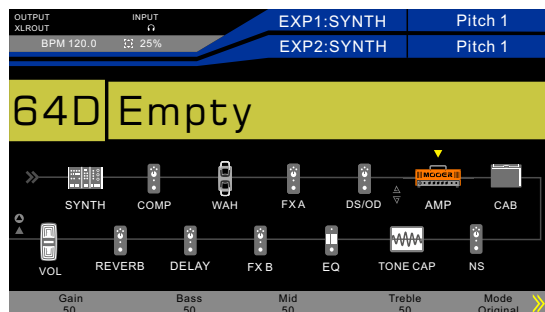 OUTPUT INPUT EXP1:SYNTH Pitch 1
XLROUT
BPM 120.0 25% EXP2:SYNTH Pitch 1
64D Empty
MOOER
SYNTH COMP WAH FX A DS/OD AMP CAB
VOL REVERB DELAY FX B EQ TONE CAP NS
Gain Bass Mid Treble Mode
50 50 50 50 Original